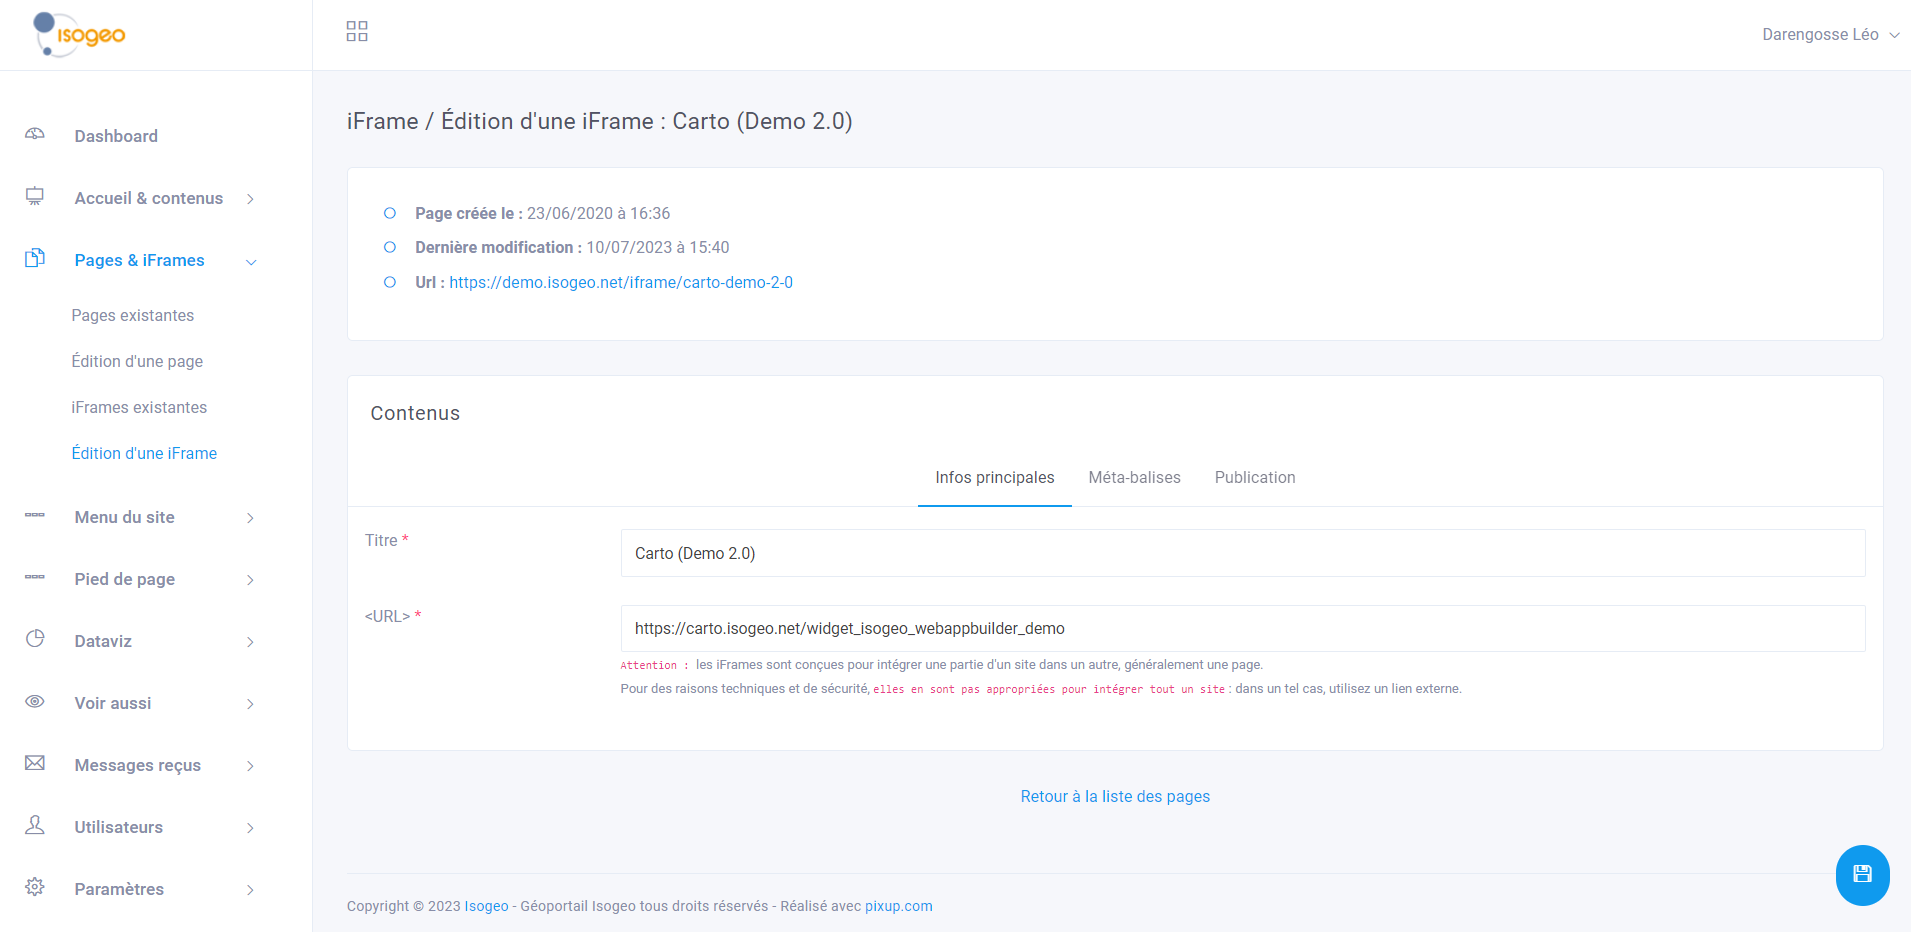 isogeo
Darengosse Léo
Dashboard
Accueil & contenus
Pages & iFrames
Pages existantes
Édition d'une page
iFrames existantes
Édition d'une iFrame
Menu du site
Pied de page
Dataviz
Voir aussi
Messages reçus
Utilisateurs
Paramètres
iFrame / Édition d'une iFrame : Carto (Demo 2.0)
Page créée le : 23/06/2020 à 16:36
Dernière modification : 10/07/2023 à 15:40
Url : https://demo.isogeo.net/iframe/carto-demo-2-0
Contenus
Infos principales Méta-balises Publication
Titre * Carto (Demo 2.0)
<URL> * https://carto.isogeo.net/widget_isogeo_webappbuilder_demo
Attention : les iFrames sont conçues pour intégrer une partie d'un site dans un autre, généralement une page.
Pour des raisons techniques et de sécurité, elles en sont pas appropriées pour intégrer tout un site : dans un tel cas, utilisez un lien externe.
Retour à la liste des pages
Copyright © 2023 Isogeo - Géoportail Isogeo tous droits réservés - Réalisé avec pixup.com